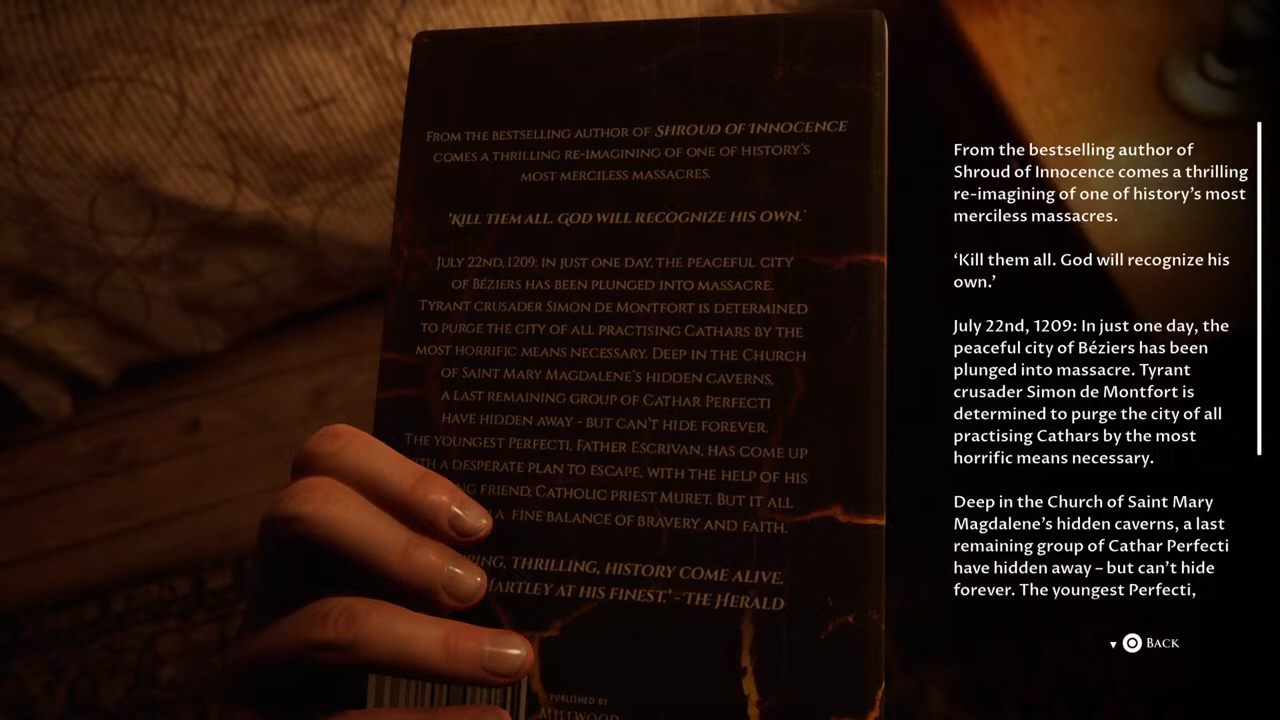 FROM THE BESTSELLING AUTHOR OF SHROUD OF INNOCENCE
COMES A THRILLING RE-IMAGINING OF ONE OF HISTORY'S
MOST MERCILESS MASSACRES.
'KILL THEM ALL. GOD WILL RECOGNIZE HIS OWN.'
JULY 22ND, 1209: IN JUST ONE DAY, THE PEACEFUL CITY
OF BÉZIERS HAS BEEN PLUNGED INTO MASSACRE.
TYRANT CRUSADER SIMON DE MONTFORT IS DETERMINED
TO PURGE THE CITY OF ALL PRACTISING CATHARS BY THE
MOST HORRIFIC MEANS NECESSARY. DEEP IN THE CHURCH
OF SAINT MARY MAGDALENE'S HIDDEN CAVERNS,
A LAST REMAINING GROUP OF CATHAR PERFECTI
HAVE HIDDEN AWAY - BUT CAN'T HIDE FOREVER.
THE YOUNGEST PERFECTI, FATHER ESCRIVAN, HAS COME UP
A DESPERATE PLAN TO ESCAPE, WITH THE HELP OF HIS
FRIEND, CATHOLIC PRIEST MURET. BUT IT ALL
A FINE BALANCE OF BRAVERY AND FAITH.
THRILLING, HISTORY COME ALIVE.
HARTLEY AT HIS FINEST.' - THE HERALD
PUBLISHED BY
MILLWOOD
From the bestselling author of
Shroud of Innocence comes a thrilling
re-imagining of one of history's most
merciless massacres.
‘Kill them all. God will recognize his
own.’
July 22nd, 1209: In just one day, the
peaceful city of Béziers has been
plunged into massacre. Tyrant
crusader Simon de Montfort is
determined to purge the city of all
practising Cathars by the most
horrific means necessary.
Deep in the Church of Saint Mary
Magdalene's hidden caverns, a last
remaining group of Cathar Perfecti
have hidden away – but can't hide
forever. The youngest Perfecti,
BACK